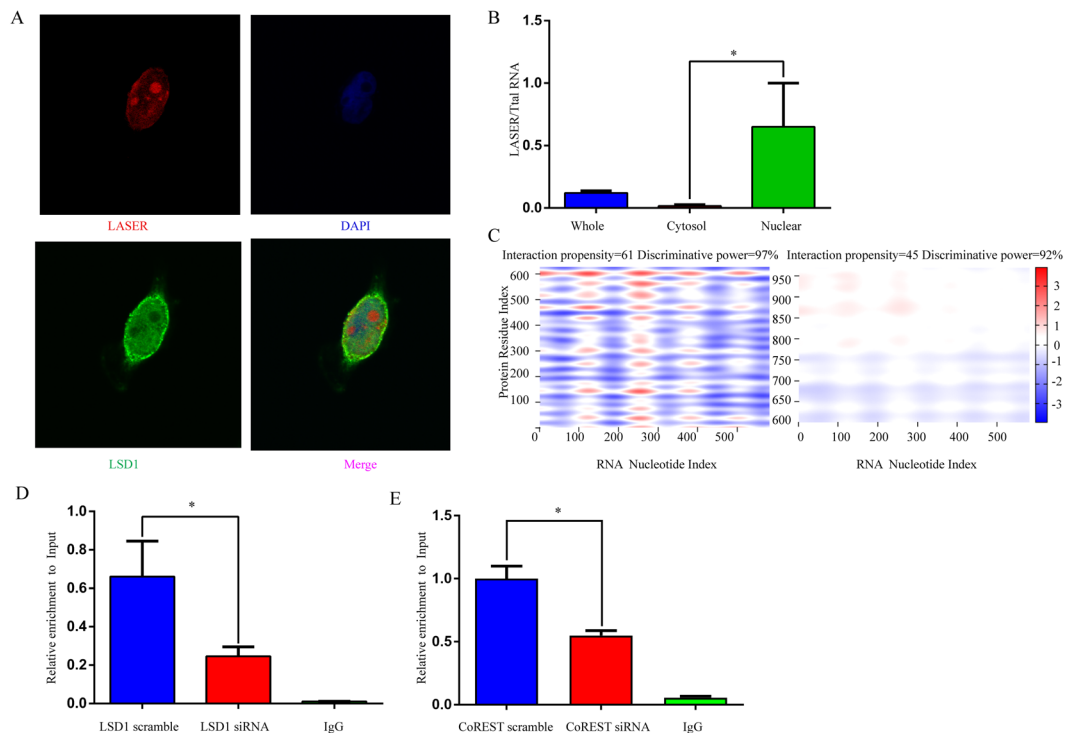 A
LASER
DAPI
LSD1
Merge
B
LASER/Ttal RNA
1.5
1.0
0.5
0.0
Whole
Cytosol
Nuclear
*
C
Interaction propensity=61 Discriminative power=97%
Interaction propensity=45 Discriminative power=92%
Protein Residue Index
600
500
400
300
200
100
0
100
200
300
400
500
RNA Nucleotide Index
950
900
850
800
750
700
650
600
0
100
200
300
400
500
RNA Nucleotide Index
3
2
1
0
-1
-2
-3
D
Relative enrichment to Input
1.0
0.8
0.6
0.4
0.2
0.0
*
LSD1 scramble
LSD1 siRNA
IgG
E
Relative enrichment to Input
1.5
1.0
0.5
0.0
*
CoREST scramble
CoREST siRNA
IgG